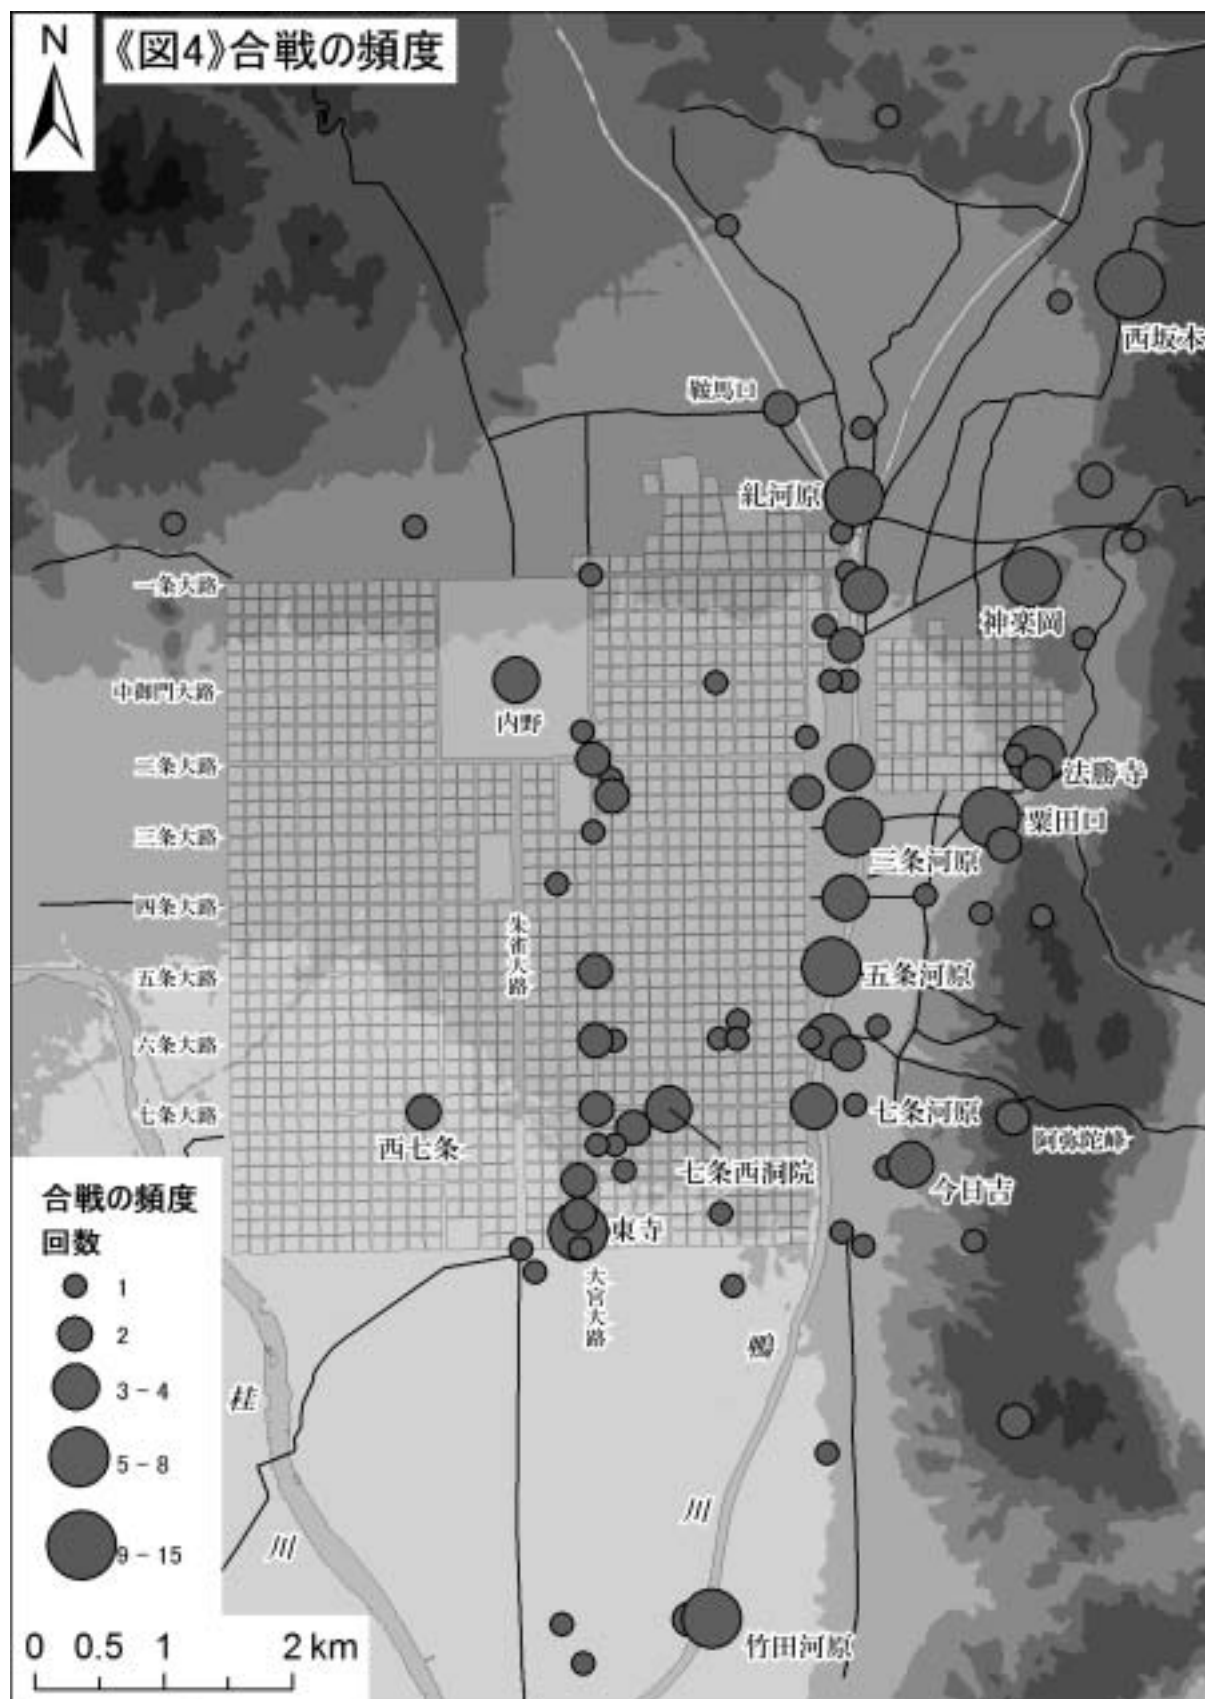 N
《図4》合戦の頻度
西坂本
鞍馬口
糺河原
一条大路
神楽岡
中御門大路
内野
二条大路
法勝寺
粟田口
三条大路
三条河原
四条大路
朱雀大路
五条大路
五条河原
六条大路
七条大路
七条河原
西七条
阿弥陀峰
七条西洞院
今日吉
東寺
大宮大路
合戦の頻度
回数
1
2
3-4
5-8
9-15
鴨
川
桂
川
竹田河原
0 0.5 1 2 km